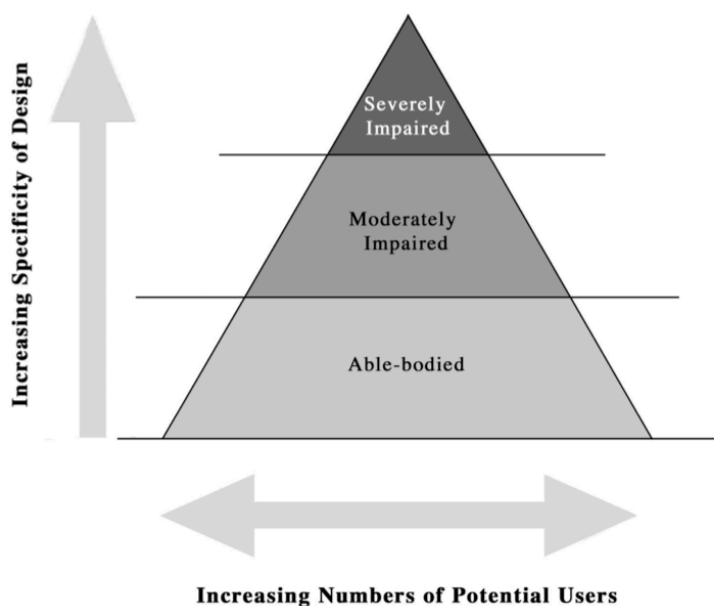 Increasing Specificity of Design
Severely
Impaired
Moderately
Impaired
Able-bodied
Increasing Numbers of Potential Users